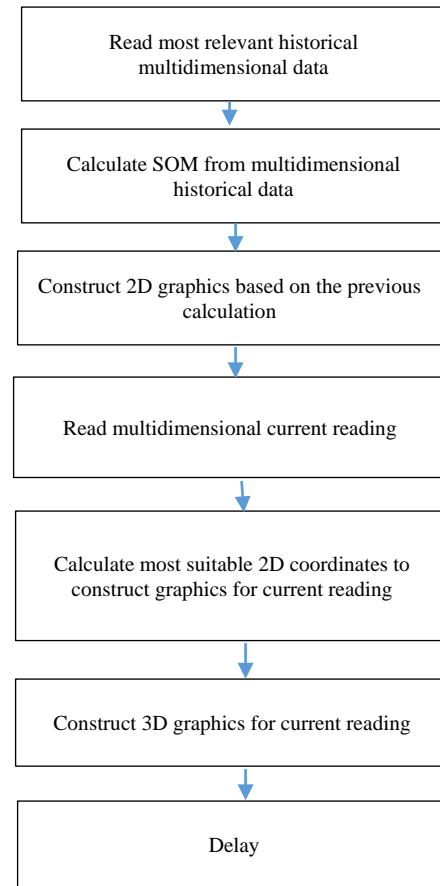 Read most relevant historical
multidimensional data
Calculate SOM from multidimensional
historical data
Construct 2D graphics based on the previous
calculation
Read multidimensional current reading
Calculate most suitable 2D coordinates to
construct graphics for current reading
Construct 3D graphics for current reading
Delay